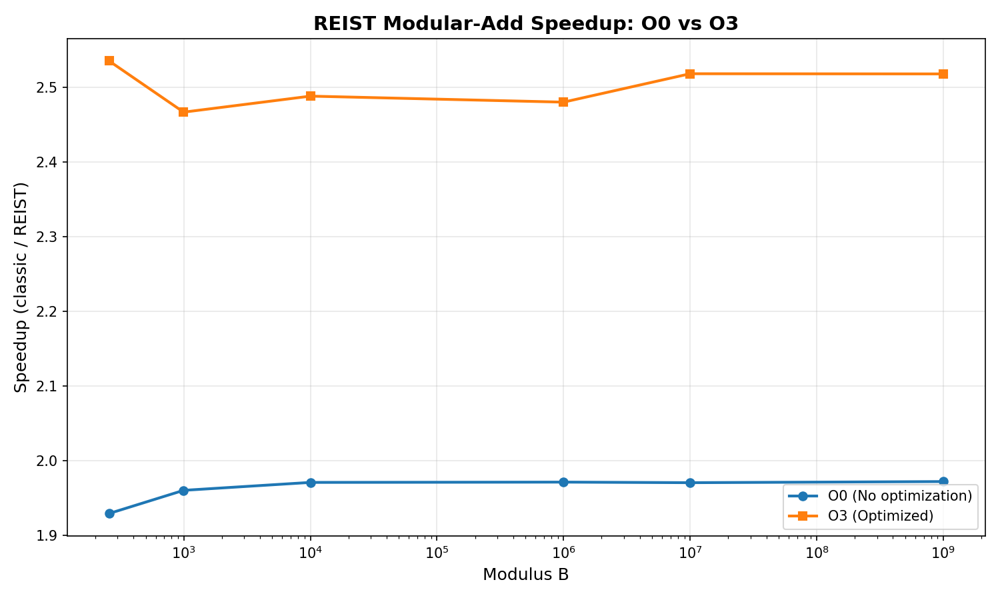 REIST Modular-Add Speedup: O0 vs O3
Speedup (classic / REIST)
2.5
2.4
2.3
2.2
2.1
2.0
1.9
O0 (No optimization)
O3 (Optimized)
10³ 10⁴ 10⁵ 10⁶ 10⁷ 10⁸ 10⁹
Modulus B